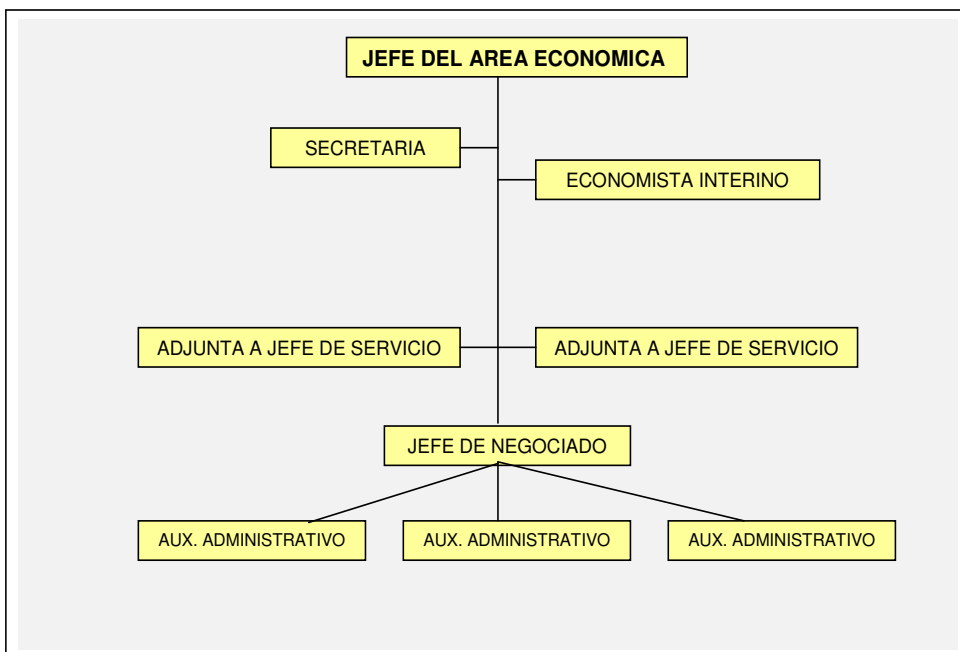 JEFE DEL AREA ECONOMICA
SECRETARIA
ECONOMISTA INTERINO
ADJUNTA A JEFE DE SERVICIO
ADJUNTA A JEFE DE SERVICIO
JEFE DE NEGOCIADO
AUX. ADMINISTRATIVO
AUX. ADMINISTRATIVO
AUX. ADMINISTRATIVO